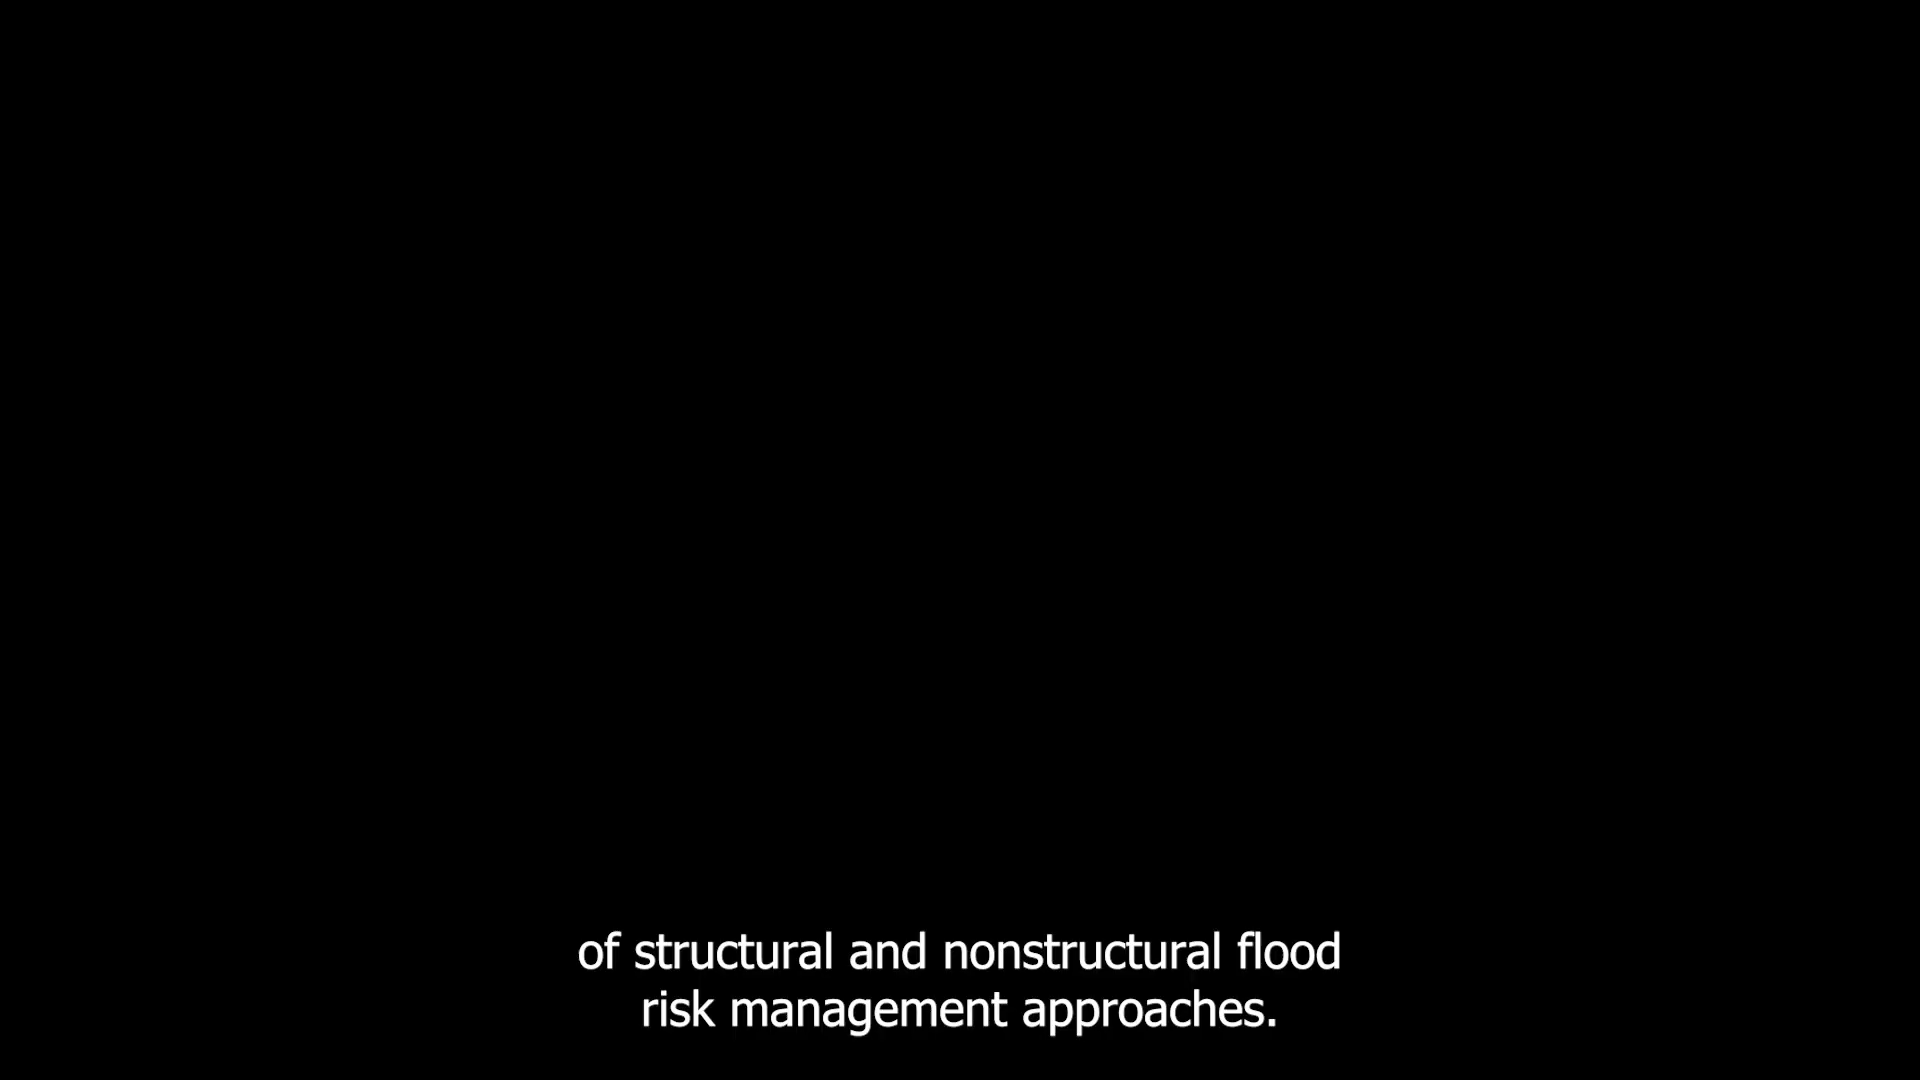 of structural and nonstructural flood
risk management approaches.